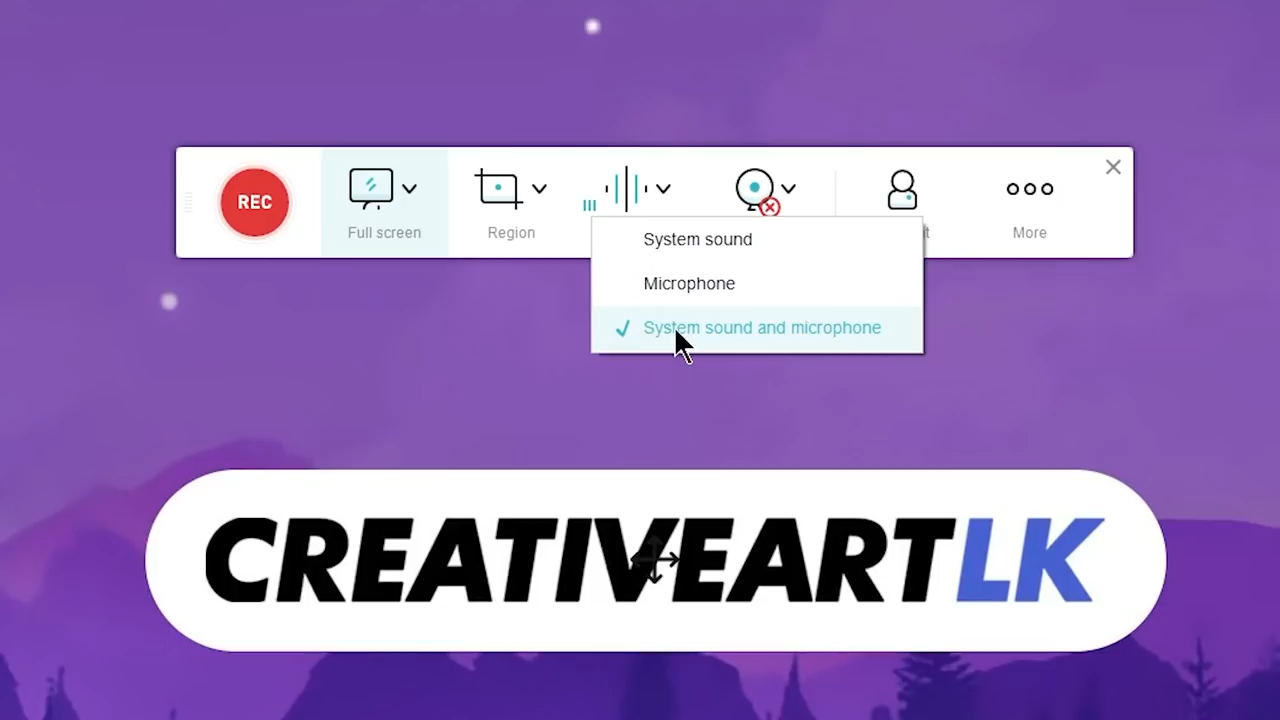 REC
Full screen
Region
More
System sound
Microphone
System sound and microphone
CREATIVEARTLK